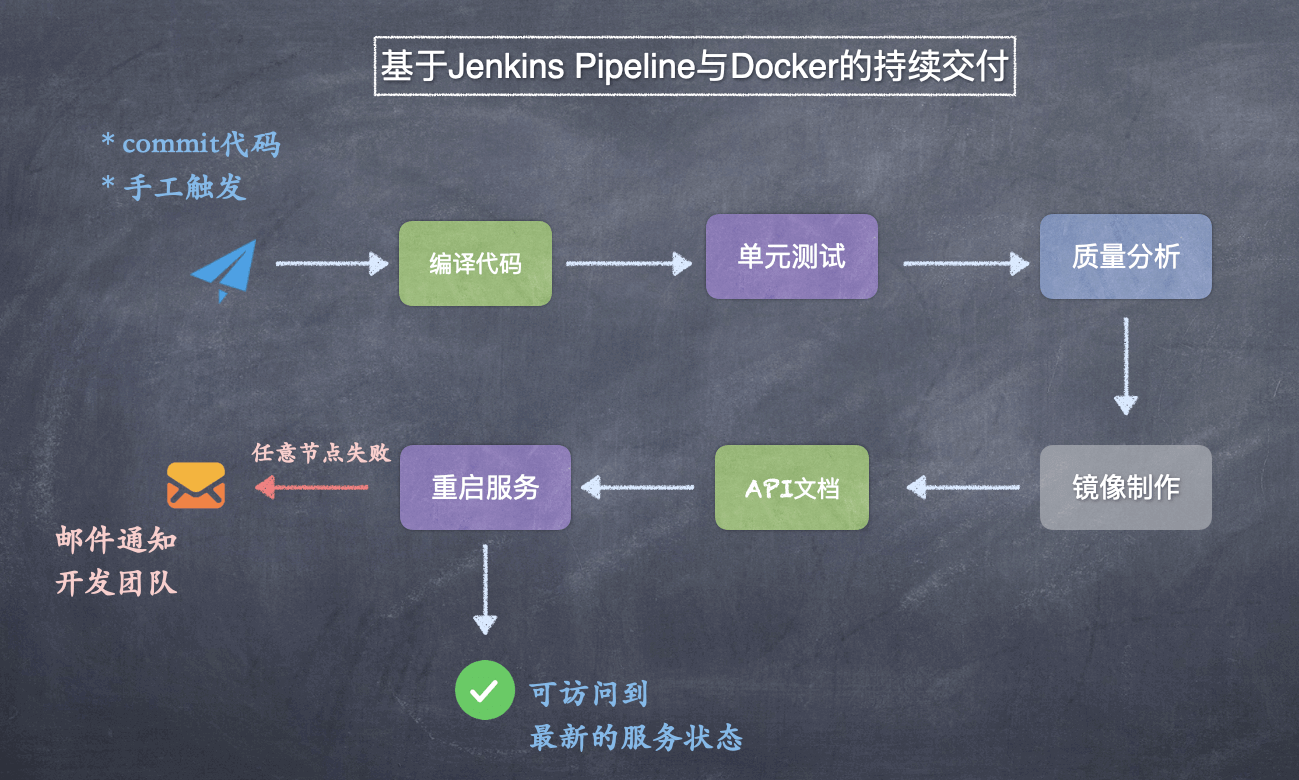 基于Jenkins Pipeline与Docker的持续交付
* commit代码
* 手工触发
编译代码
单元测试
质量分析
任意节点失败
重启服务
API文档
镜像制作
邮件通知
开发团队
可访问到
最新的服务状态